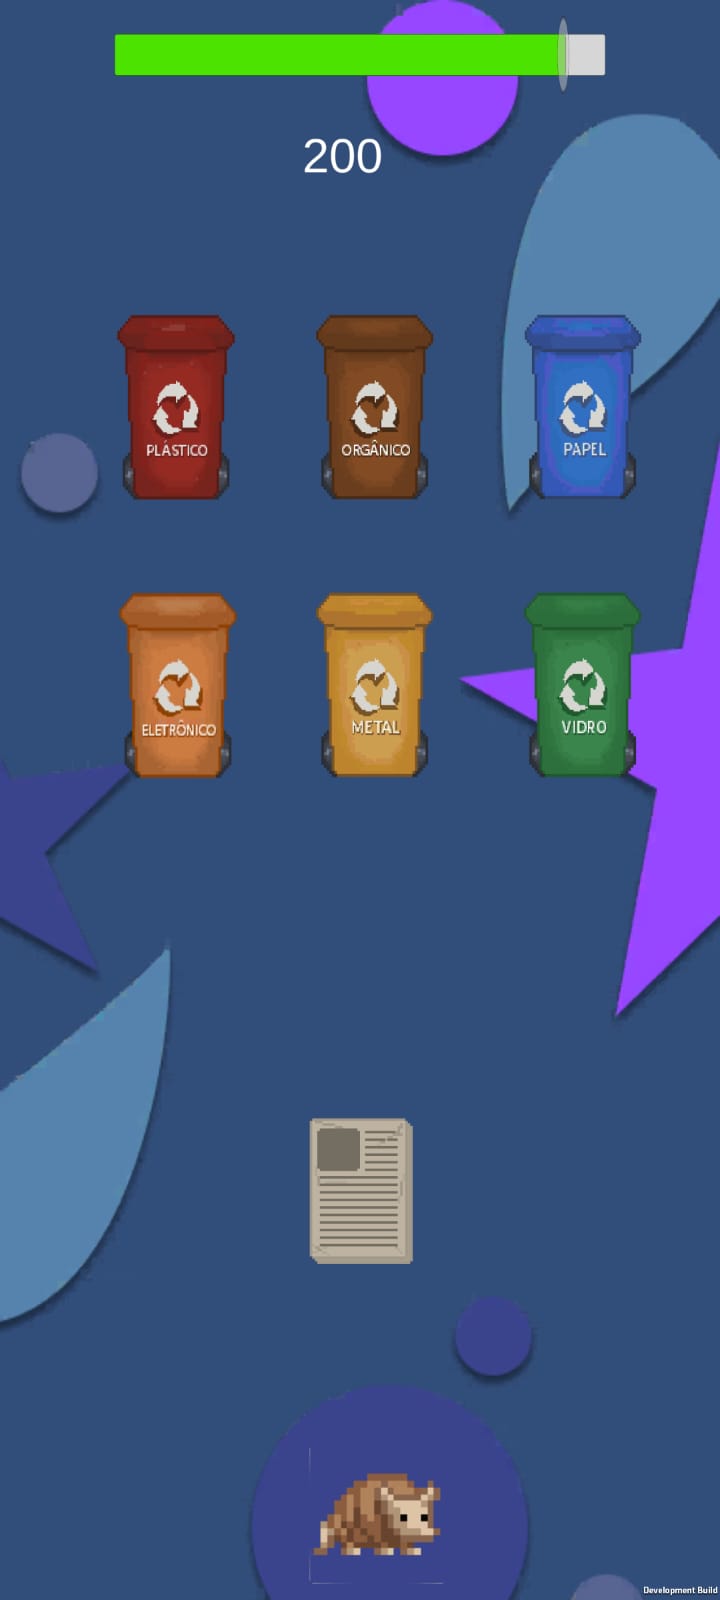 200
PLÁSTICO
ORGÂNICO
PAPEL
ELETRÔNICO
METAL
VIDRO
Development Build